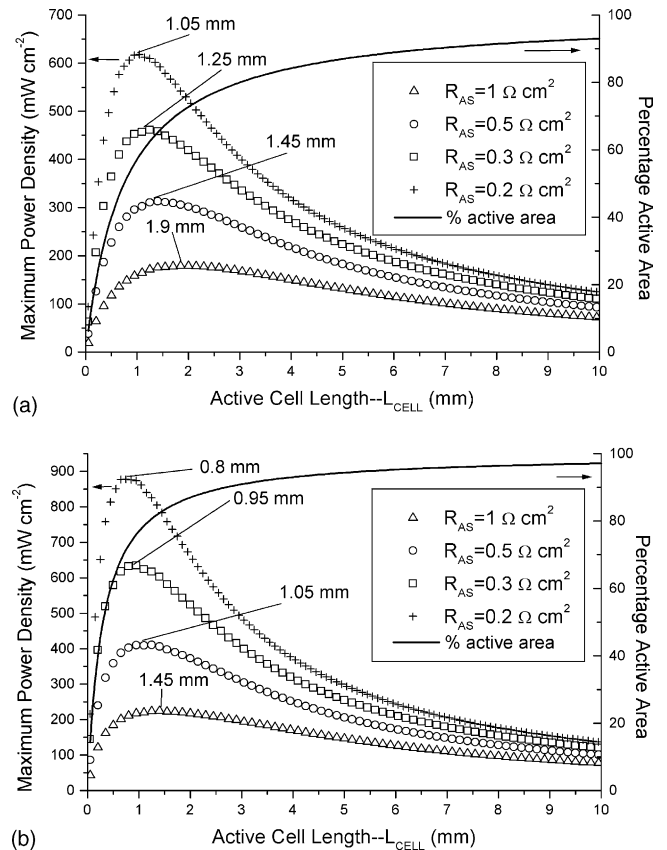 1.05 mm
1.25 mm
1.45 mm
1.9 mm
R_AS=1 Ω cm²
R_AS=0.5 Ω cm²
R_AS=0.3 Ω cm²
R_AS=0.2 Ω cm²
% active area
Maximum Power Density (mW cm⁻²)
700
650
600
550
500
450
400
350
300
250
200
150
100
50
0
Percentage Active Area
100
80
60
40
20
0
0 1 2 3 4 5 6 7 8 9 10
Active Cell Length--L_CELL (mm)
(a)
0.8 mm
0.95 mm
1.05 mm
1.45 mm
R_AS=1 Ω cm²
R_AS=0.5 Ω cm²
R_AS=0.3 Ω cm²
R_AS=0.2 Ω cm²
% active area
Maximum Power Density (mW cm⁻²)
900
800
700
600
500
400
300
200
100
0
Percentage Active Area
100
80
60
40
20
0
0 1 2 3 4 5 6 7 8 9 10
Active Cell Length--L_CELL (mm)
(b)